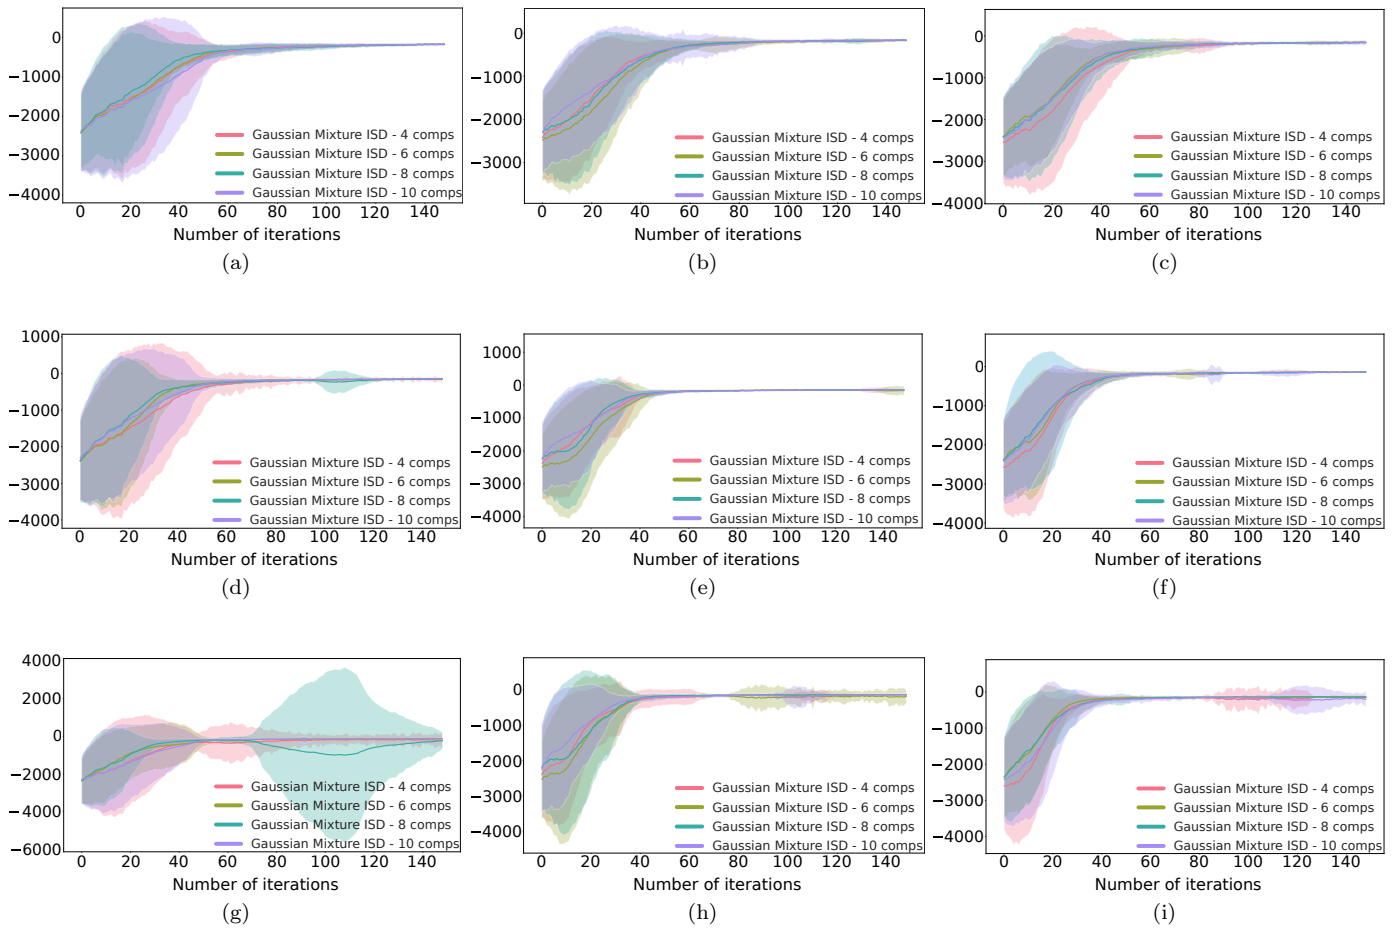 0
−1000
−2000
−3000
−4000
Gaussian Mixture ISD - 4 comps
Gaussian Mixture ISD - 6 comps
Gaussian Mixture ISD - 8 comps
Gaussian Mixture ISD - 10 comps
0 20 40 60 80 100 120 140
Number of iterations
(a)
0
−1000
−2000
−3000
Gaussian Mixture ISD - 4 comps
Gaussian Mixture ISD - 6 comps
Gaussian Mixture ISD - 8 comps
Gaussian Mixture ISD - 10 comps
0 20 40 60 80 100 120 140
Number of iterations
(b)
0
−1000
−2000
−3000
−4000
Gaussian Mixture ISD - 4 comps
Gaussian Mixture ISD - 6 comps
Gaussian Mixture ISD - 8 comps
Gaussian Mixture ISD - 10 comps
0 20 40 60 80 100 120 140
Number of iterations
(c)
1000
0
−1000
−2000
−3000
−4000
Gaussian Mixture ISD - 4 comps
Gaussian Mixture ISD - 6 comps
Gaussian Mixture ISD - 8 comps
Gaussian Mixture ISD - 10 comps
0 20 40 60 80 100 120 140
Number of iterations
(d)
1000
0
−1000
−2000
−3000
−4000
Gaussian Mixture ISD - 4 comps
Gaussian Mixture ISD - 6 comps
Gaussian Mixture ISD - 8 comps
Gaussian Mixture ISD - 10 comps
0 20 40 60 80 100 120 140
Number of iterations
(e)
0
−1000
−2000
−3000
−4000
Gaussian Mixture ISD - 4 comps
Gaussian Mixture ISD - 6 comps
Gaussian Mixture ISD - 8 comps
Gaussian Mixture ISD - 10 comps
0 20 40 60 80 100 120 140
Number of iterations
(f)
4000
2000
0
−2000
−4000
−6000
Gaussian Mixture ISD - 4 comps
Gaussian Mixture ISD - 6 comps
Gaussian Mixture ISD - 8 comps
Gaussian Mixture ISD - 10 comps
0 20 40 60 80 100 120 140
Number of iterations
(g)
0
−1000
−2000
−3000
−4000
Gaussian Mixture ISD - 4 comps
Gaussian Mixture ISD - 6 comps
Gaussian Mixture ISD - 8 comps
Gaussian Mixture ISD - 10 comps
0 20 40 60 80 100 120 140
Number of iterations
(h)
0
−1000
−2000
−3000
−4000
Gaussian Mixture ISD - 4 comps
Gaussian Mixture ISD - 6 comps
Gaussian Mixture ISD - 8 comps
Gaussian Mixture ISD - 10 comps
0 20 40 60 80 100 120 140
Number of iterations
(i)